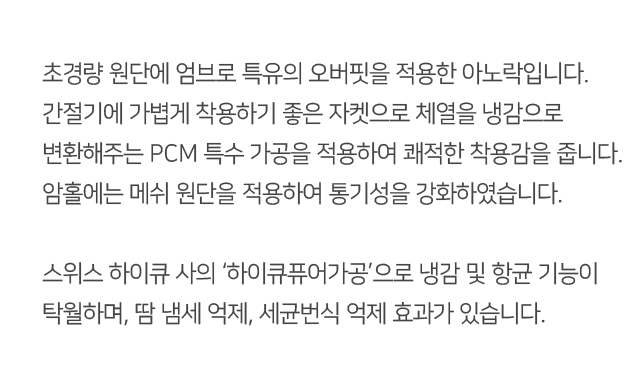 초경량 원단에 엄브로 특유의 오버핏을 적용한 아노락입니다.
간절기에 가볍게 착용하기 좋은 자켓으로 체열을 냉감으로
변환해주는 PCM 특수 가공을 적용하여 쾌적한 착용감을 줍니다.
암홀에는 메쉬 원단을 적용하여 통기성을 강화하였습니다.
스위스 하이큐 사의 ‘하이큐퓨어가공’으로 냉감 및 항균 기능이
탁월하며, 땀 냄세 억제, 세균번식 억제 효과가 있습니다.